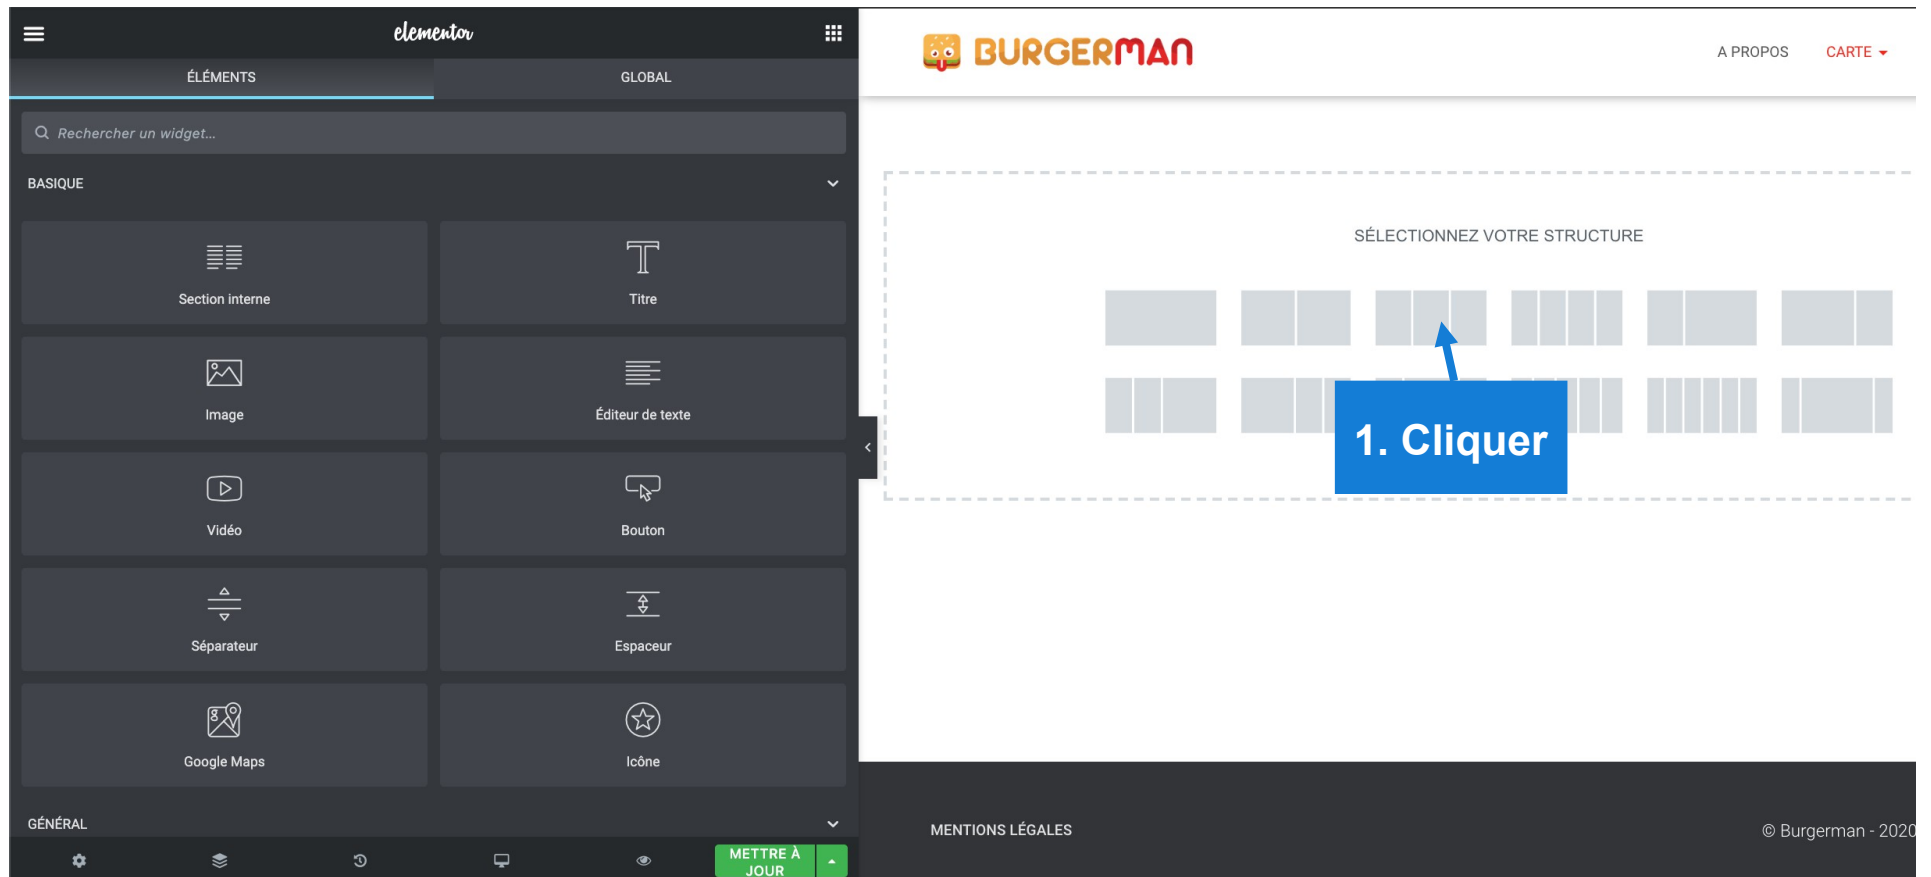 elementor
ÉLÉMENTS
GLOBAL
Rechercher un widget...
BASIQUE
Section interne
Titre
Image
Éditeur de texte
Vidéo
Bouton
Séparateur
Espaceur
Google Maps
Icône
GÉNÉRAL
METTRE À
JOUR
BURGERMAN
A PROPOS
CARTE
SÉLECTIONNEZ VOTRE STRUCTURE
1. Cliquer
MENTIONS LÉGALES
© Burgerman - 2020